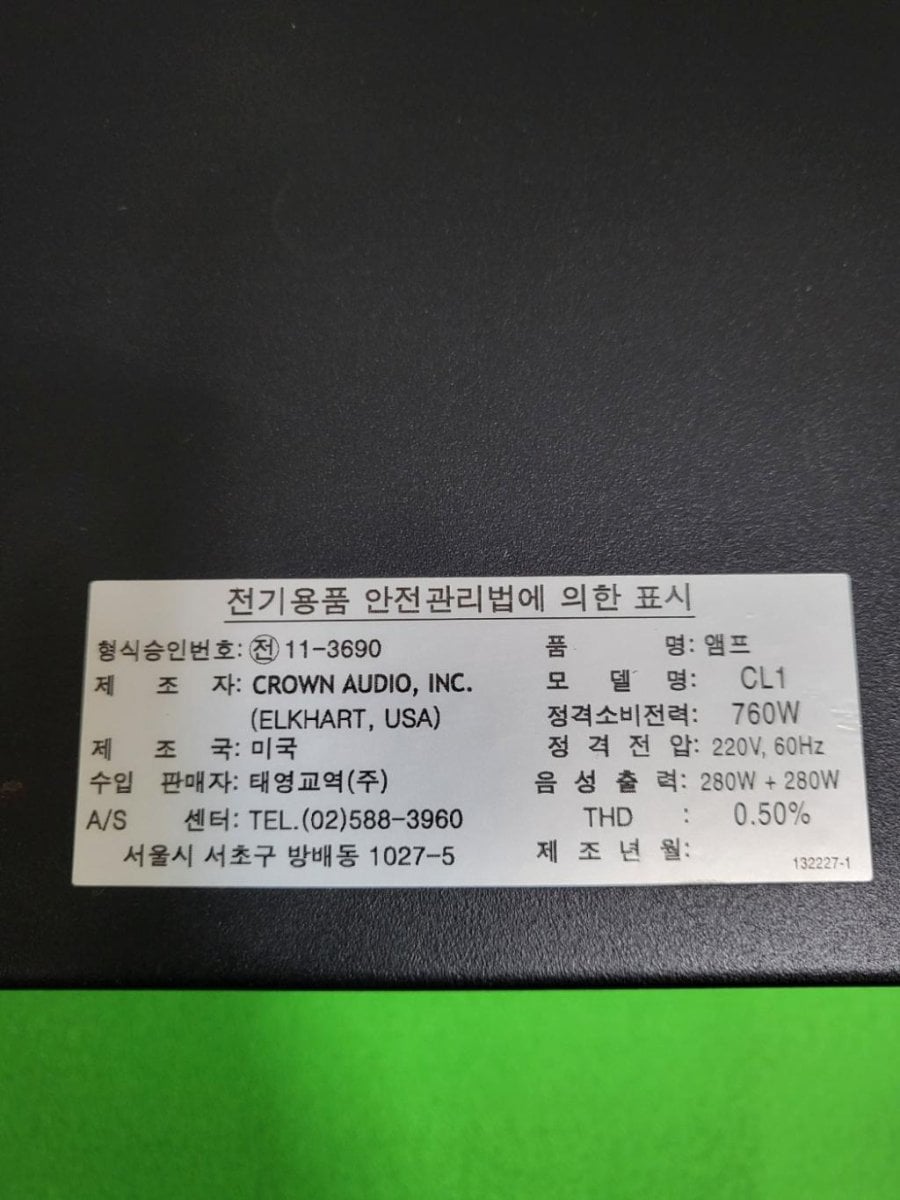 전기용품 안전관리법에 의한 표시
형식승인번호: 전 11-3690
제 조 자: CROWN AUDIO, INC.
(ELKHART, USA)
제 조 국: 미국
수입 판매자: 태영교역(주)
A/S 센터: TEL.(02)588-3960
서울시 서초구 방배동 1027-5
품 명: 앰프
모 델 명: CL1
정격소비전력: 760W
정 격 전 압: 220V, 60Hz
음 성 출 력: 280W + 280W
THD : 0.50%
제 조 년 월:
132227-1